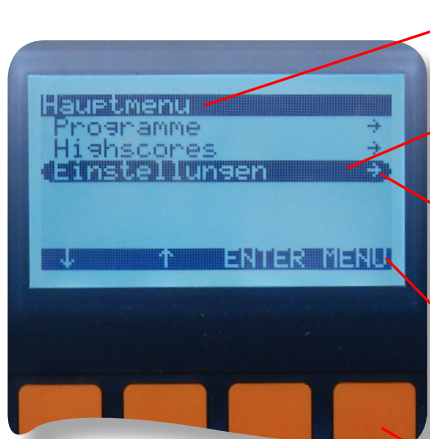 Hauptmenu
Programme →
Highscores →
Einstellungen →
↓ ↑ ENTER MENU